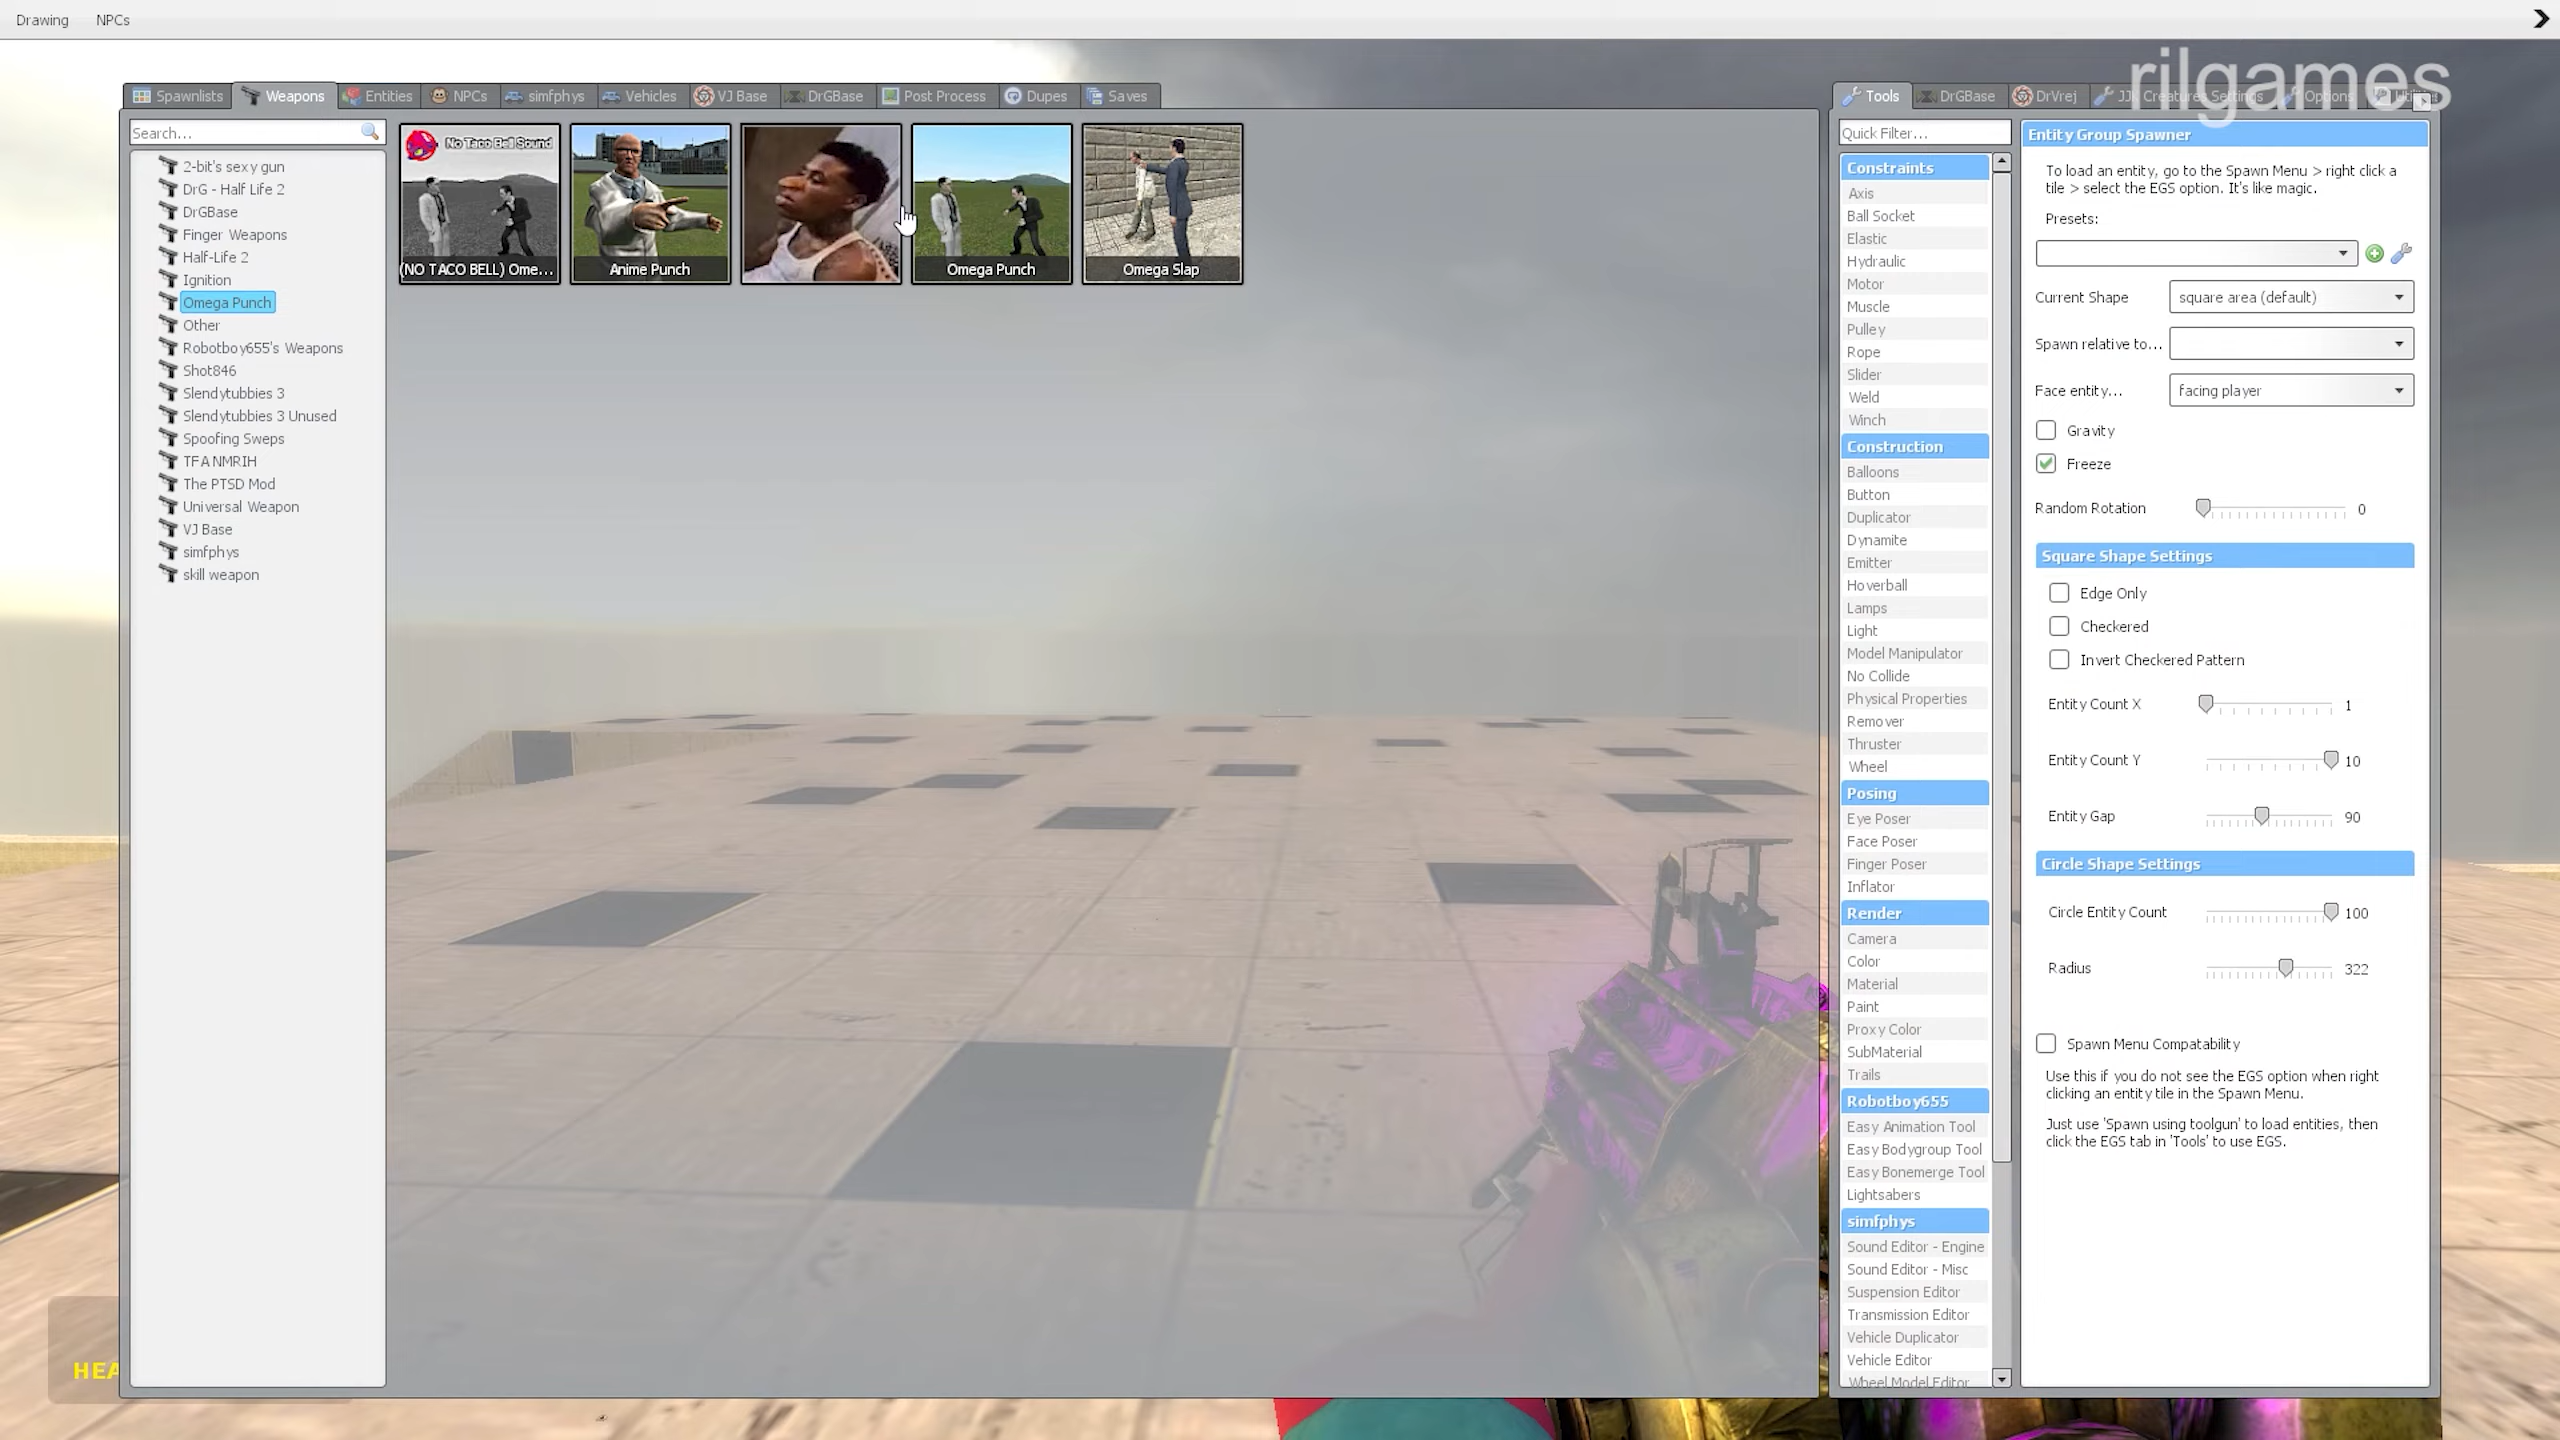 Drawing NPCs
rilgames
Spawnlists Weapons Entities NPCs simfphys Vehicles VJ Base DrGBase Post Process Dupes Saves
Search...
2-bit's sexy gun
DrG - Half Life 2
DrGBase
Finger Weapons
Half-Life 2
Ignition
Omega Punch
Other
Robotboy655's Weapons
Shot846
Slendytubbies 3
Slendytubbies 3 Unused
Spoofing Sweps
TFA NMRIH
The PTSD Mod
Universal Weapon
VJ Base
simfphys
skill weapon
No Taco Bell Sound
(NO TACO BELL) Ome...
Anime Punch
Omega Punch
Omega Slap
HEA
Tools DrGBase DrVrej JJK Creatures Settings Options
Quick Filter...
Constraints
Axis
Ball Socket
Elastic
Hydraulic
Motor
Muscle
Pulley
Rope
Slider
Weld
Winch
Construction
Balloons
Button
Duplicator
Dynamite
Emitter
Hoverball
Lamps
Light
Model Manipulator
No Collide
Physical Properties
Remover
Thruster
Wheel
Posing
Eye Poser
Face Poser
Finger Poser
Inflator
Render
Camera
Color
Material
Paint
Proxy Color
SubMaterial
Trails
Robotboy655
Easy Animation Tool
Easy Bodygroup Tool
Easy Bonemerge Tool
Lightsabers
simfphys
Sound Editor - Engine
Sound Editor - Misc
Suspension Editor
Transmission Editor
Vehicle Duplicator
Vehicle Editor
Wheel Model Editor
Entity Group Spawner
To load an entity, go to the Spawn Menu > right click a
tile > select the EGS option. It's like magic.
Presets:
Current Shape square area (default)
Spawn relative to...
Face entity... facing player
Gravity
Freeze
Random Rotation 0
Square Shape Settings
Edge Only
Checkered
Invert Checkered Pattern
Entity Count X 1
Entity Count Y 10
Entity Gap 90
Circle Shape Settings
Circle Entity Count 100
Radius 322
Spawn Menu Compatability
Use this if you do not see the EGS option when right
clicking an entity tile in the Spawn Menu.
Just use 'Spawn using toolgun' to load entities, then
click the EGS tab in 'Tools' to use EGS.